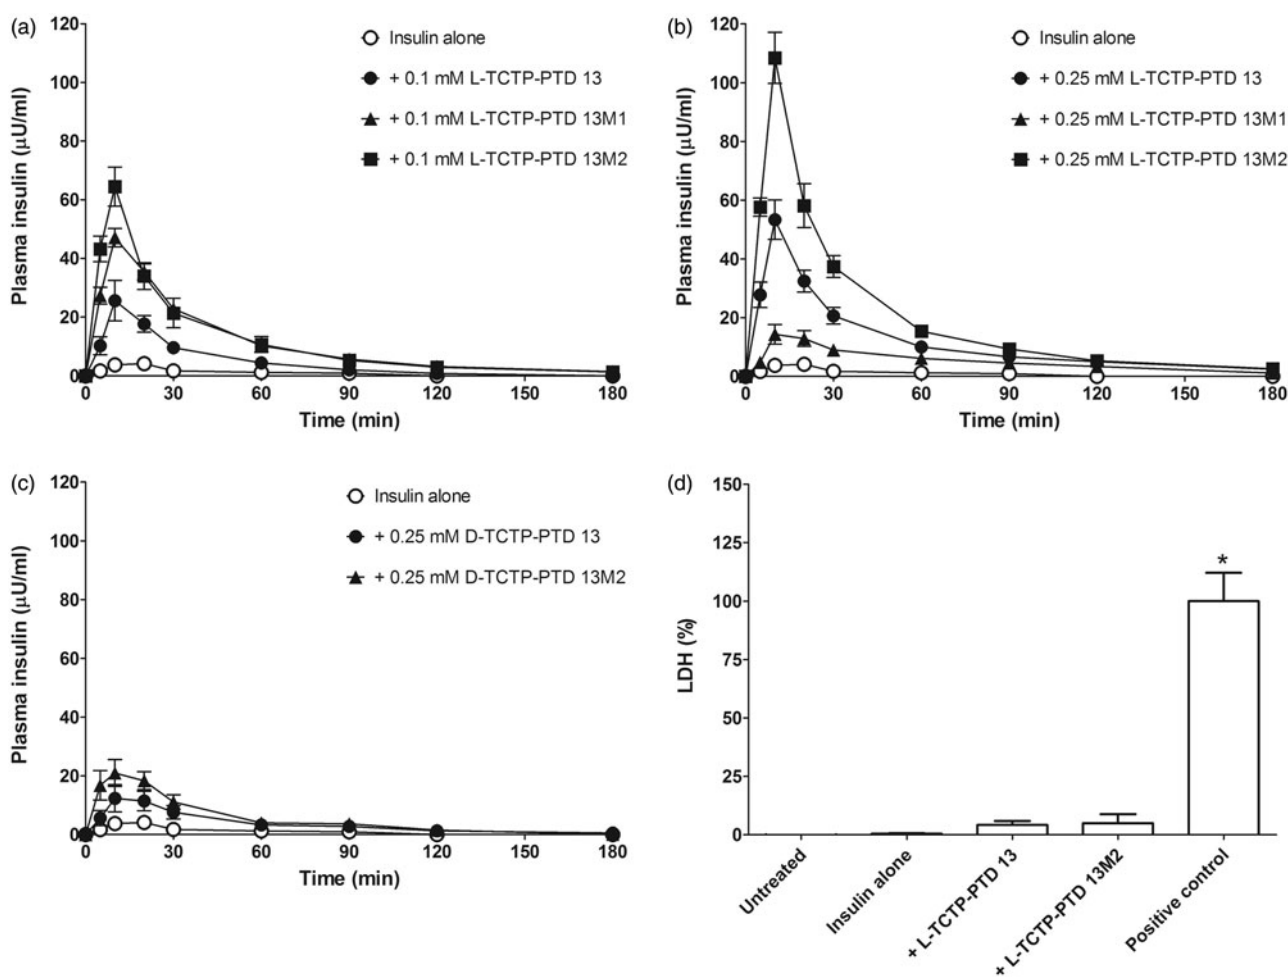 (a)
Plasma insulin (μU/ml)
120
100
80
60
40
20
0
Insulin alone
+ 0.1 mM L-TCTP-PTD 13
+ 0.1 mM L-TCTP-PTD 13M1
+ 0.1 mM L-TCTP-PTD 13M2
0 30 60 90 120 150 180
Time (min)
(b)
Plasma insulin (μU/ml)
120
100
80
60
40
20
0
Insulin alone
+ 0.25 mM L-TCTP-PTD 13
+ 0.25 mM L-TCTP-PTD 13M1
+ 0.25 mM L-TCTP-PTD 13M2
0 30 60 90 120 150 180
Time (min)
(c)
Plasma insulin (μU/ml)
120
100
80
60
40
20
0
Insulin alone
+ 0.25 mM D-TCTP-PTD 13
+ 0.25 mM D-TCTP-PTD 13M2
0 30 60 90 120 150 180
Time (min)
(d)
LDH (%)
150
125
100
75
50
25
0
*
Untreated
Insulin alone
+ L-TCTP-PTD 13
+ L-TCTP-PTD 13M2
Positive control